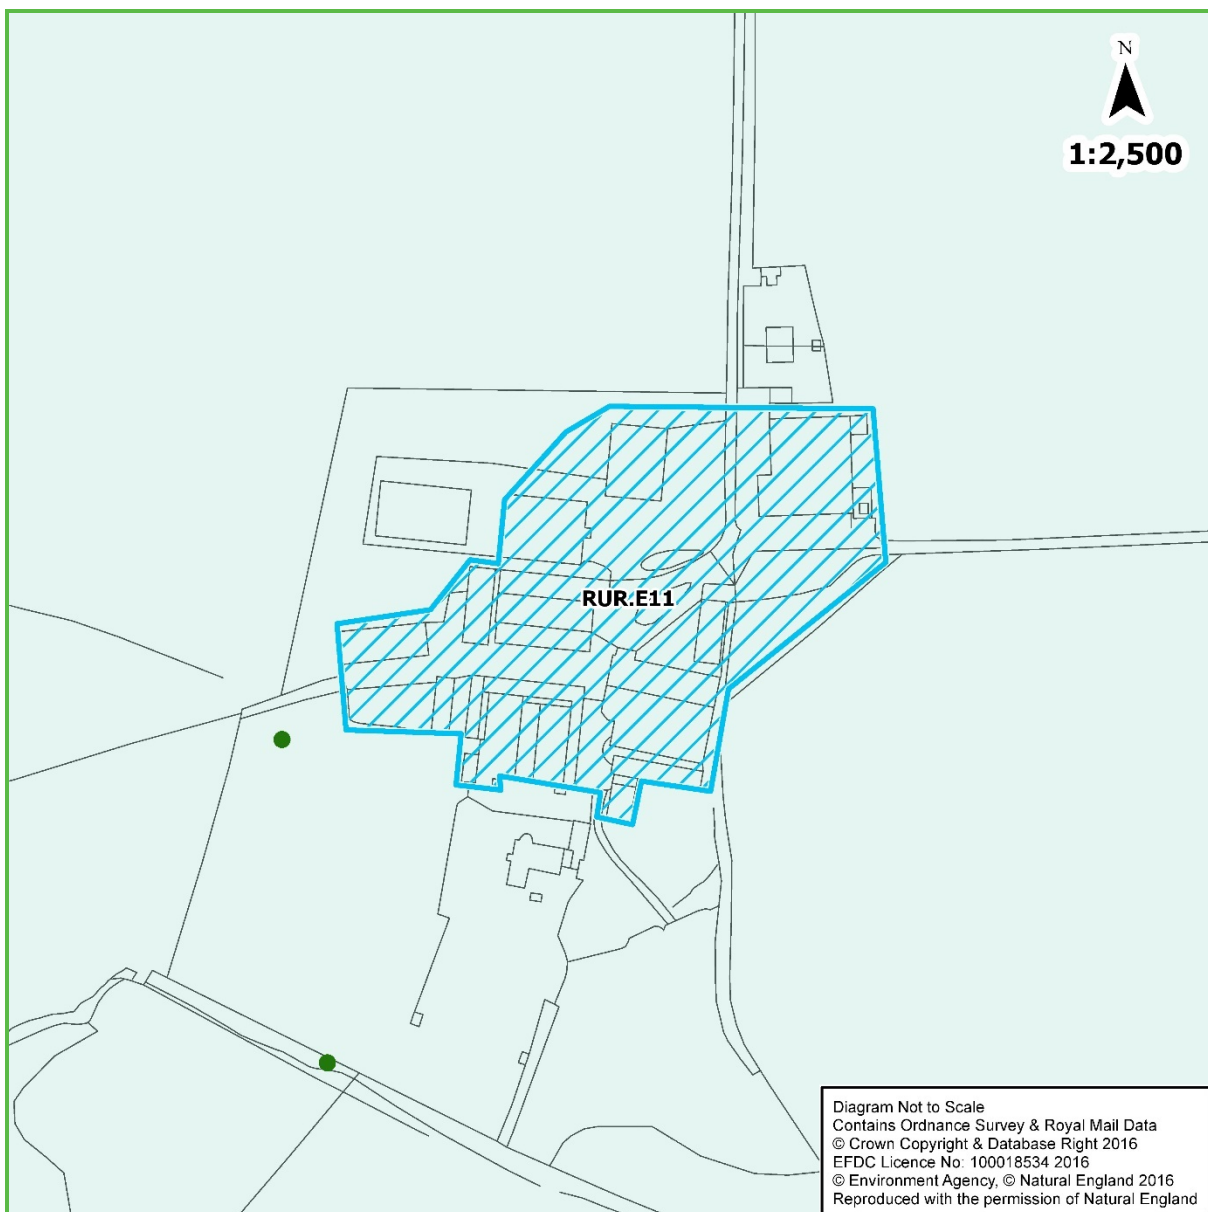 N
1:2,500
RUR.E11
Diagram Not to Scale
Contains Ordnance Survey & Royal Mail Data
© Crown Copyright & Database Right 2016
EFDC Licence No: 100018534 2016
© Environment Agency, © Natural England 2016
Reproduced with the permission of Natural England